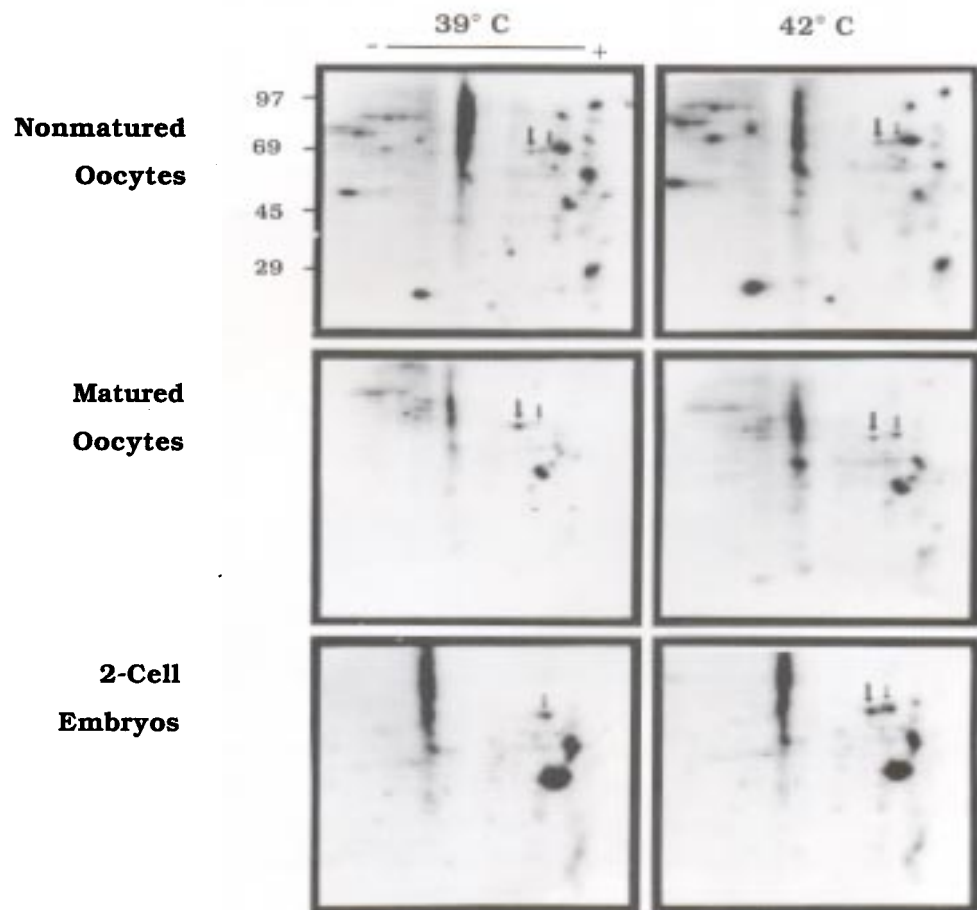 39° C 42° C
- +
97
Nonmatured
69
Oocytes
45
29
Matured
Oocytes
2-Cell
Embryos